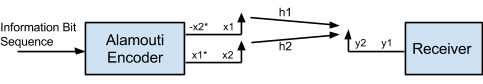 Information Bit
Sequence
Alamouti
Encoder
-x2* x1
x1* x2
h1
h2
y2 y1
Receiver